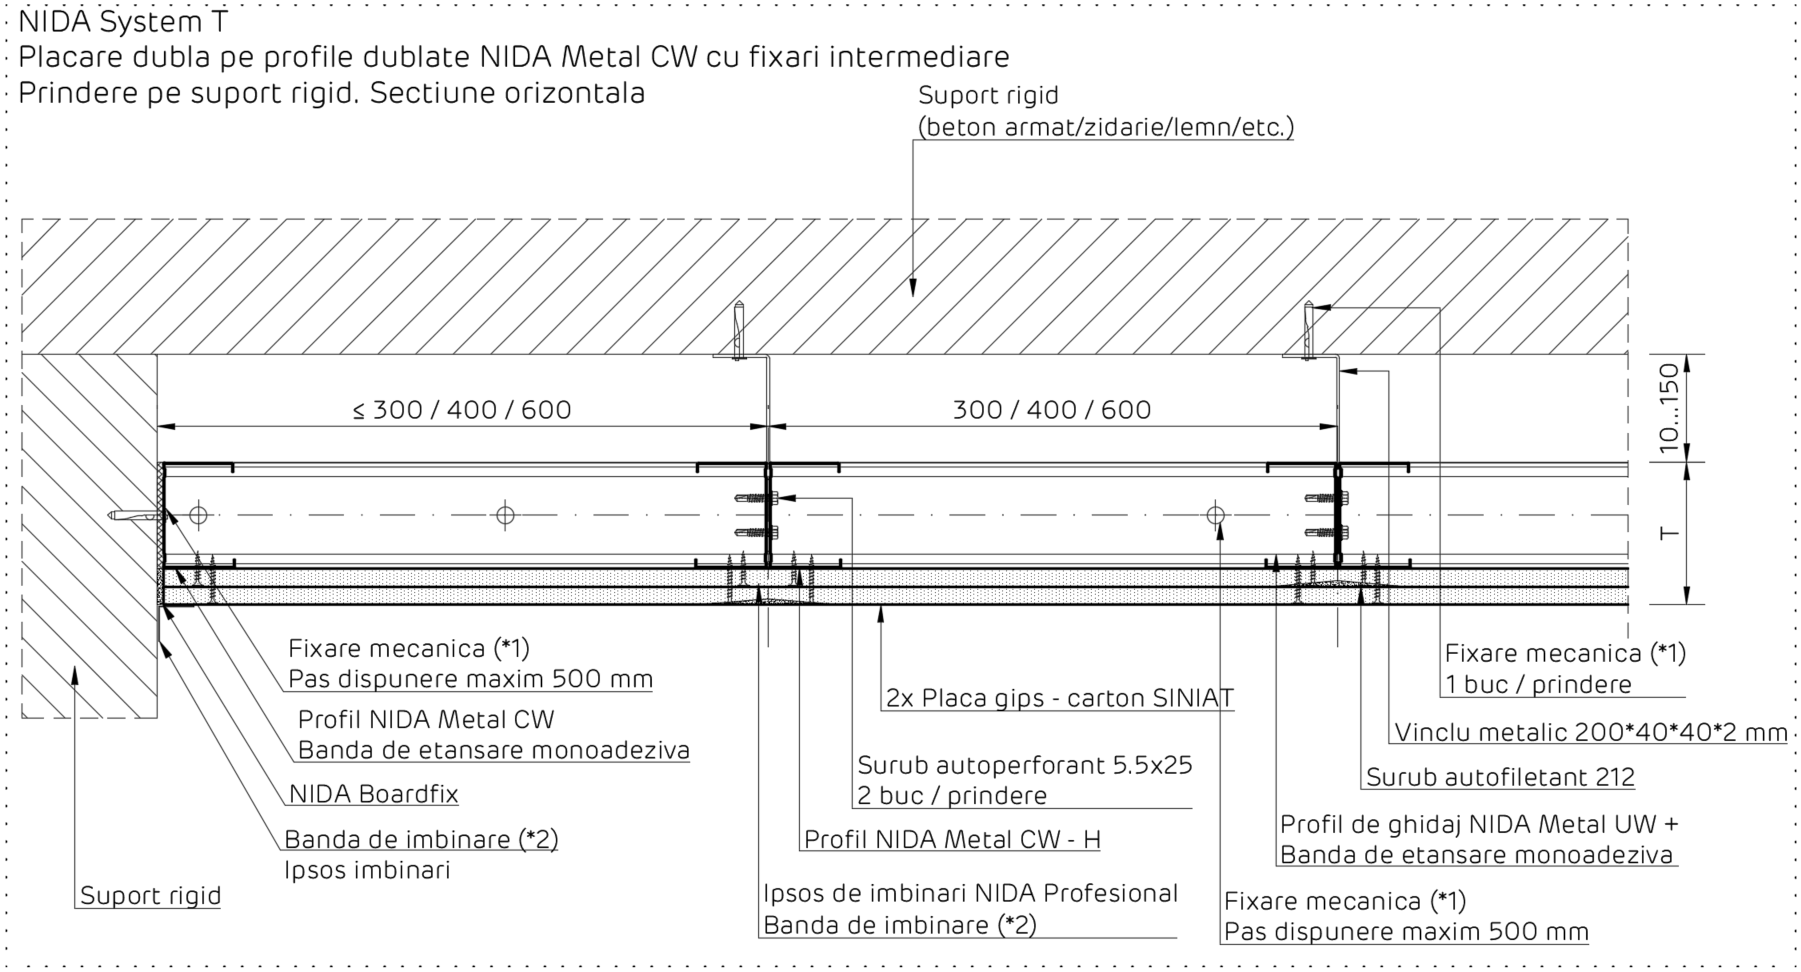 NIDA System T
Placare dubla pe profile dublate NIDA Metal CW cu fixari intermediare
Prindere pe suport rigid. Sectiune orizontala
Suport rigid
(beton armat/zidarie/lemn/etc.)
≤ 300 / 400 / 600
300 / 400 / 600
10...150
T
Fixare mecanica (*1)
Pas dispunere maxim 500 mm
Profil NIDA Metal CW
Banda de etansare monoadeziva
NIDA Boardfix
Banda de imbinare (*2)
Ipsos imbinari
Suport rigid
2x Placa gips - carton SINIAT
Surub autoperforant 5.5x25
2 buc / prindere
Profil NIDA Metal CW - H
Ipsos de imbinari NIDA Profesional
Banda de imbinare (*2)
Fixare mecanica (*1)
1 buc / prindere
Vinclu metalic 200*40*40*2 mm
Surub autofiletant 212
Profil de ghidaj NIDA Metal UW +
Banda de etansare monoadeziva
Fixare mecanica (*1)
Pas dispunere maxim 500 mm